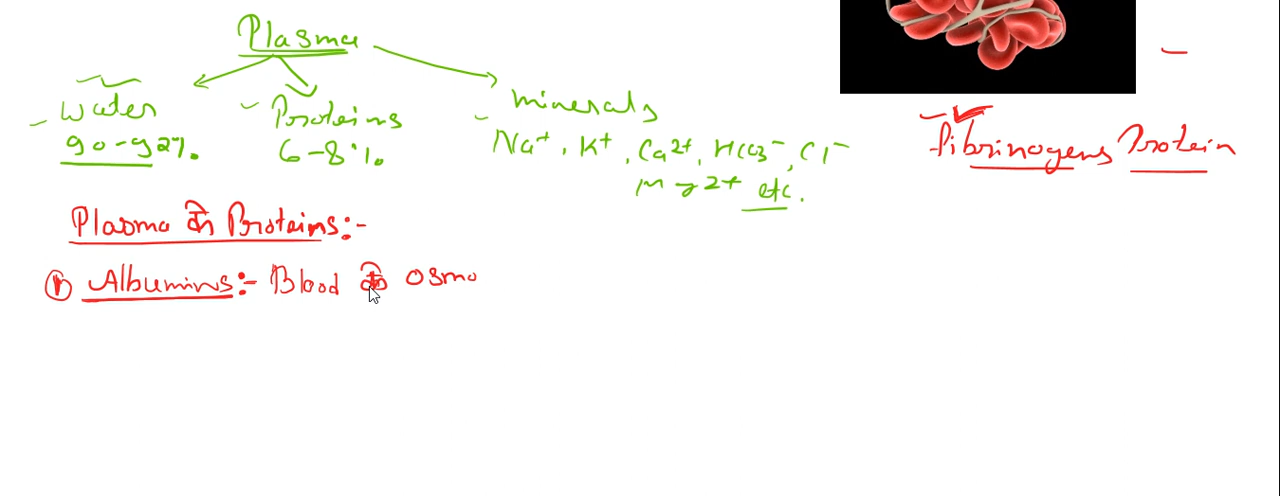 Plasma
Water
90-92%.
Proteins
6-8%.
minerals
Na+, K+, Ca2+, HCO3-, Cl-
Mg2+ etc.
Fibrinogens Protein
Plasma के Proteins:-
① Albumins:- Blood के Osmo